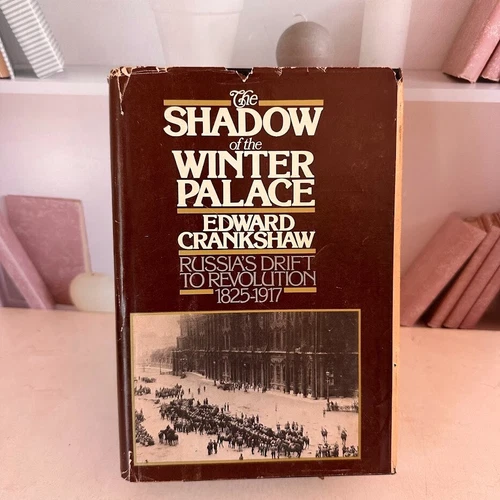 The
SHADOW
of the
WINTER
PALACE
EDWARD
CRANKSHAW
RUSSIA'S DRIFT
TO REVOLUTION
1825-1917